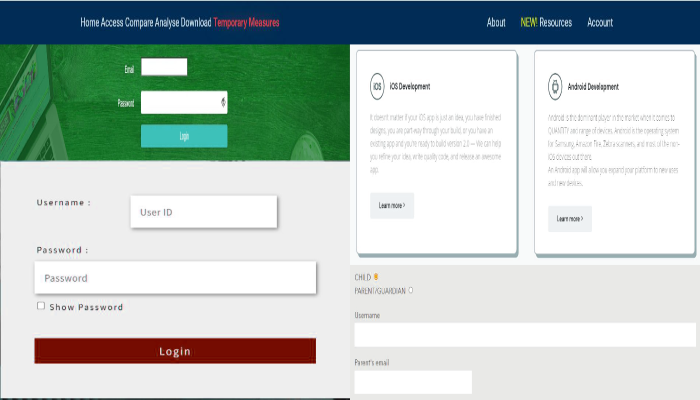 Home Access Compare Analyse Download Temporary Measures
About NEW! Resources Account
Email
Password
Login
Username :
User ID
Password :
Password
Show Password
Login
iOS
iOS Development
It doesn't matter if your iOS app is just an idea, you have finished
designs, you are part-way through your build, or you have an
existing app and you're ready to build version 2.0 — We can help
you refine your idea, write quality code, and release an awesome
app.
Learn more >
Android Development
Android is the dominant player in the market when it comes to
QUANTITY and range of devices. Android is the operating system
for Samsung, Amazon Fire, Zebra scanners, and most of the non-
iOS devices out there.
An Android app will allow you expand your platform to new users
and new devices.
Learn more >
CHILD
PARENT/GUARDIAN
Username
Parent's email